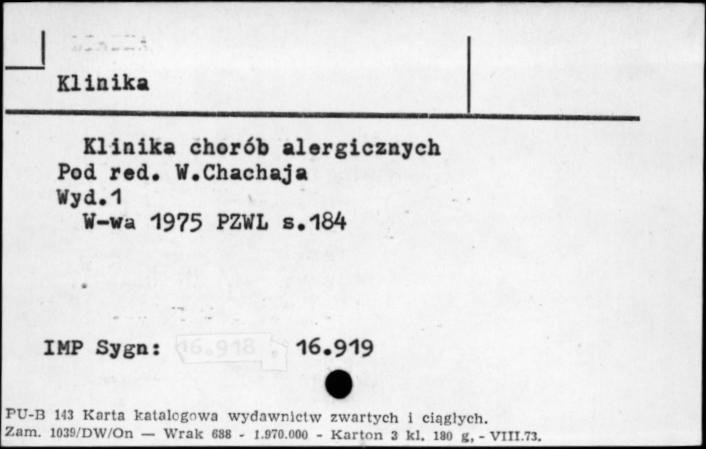 Klinika
Klinika chorób alergicznych
Pod red. W.Chachaja
Wyd.1
W-wa 1975 PZWL s.184
IMP Sygn: 16.918 16.919
PU-B 143 Karta katalogowa wydawnictw zwartych i ciągłych.
Zam. 1039/DW/On — Wrak 688 - 1.970.000 - Karton 3 kl. 180 g, - VIII.73.